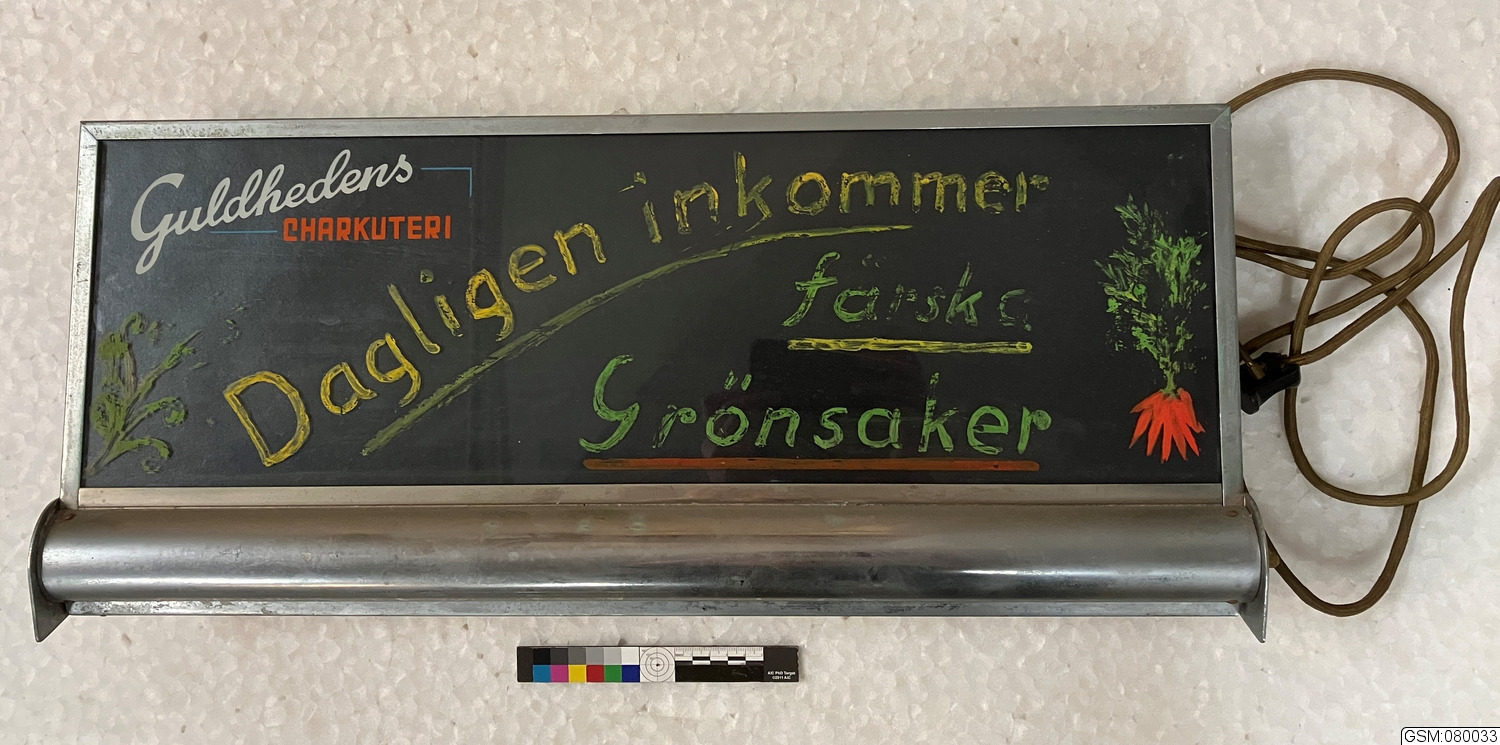 Guldhedens
CHARKUTERI
Dagligen inkommer
färska
Grönsaker
GSM:080033